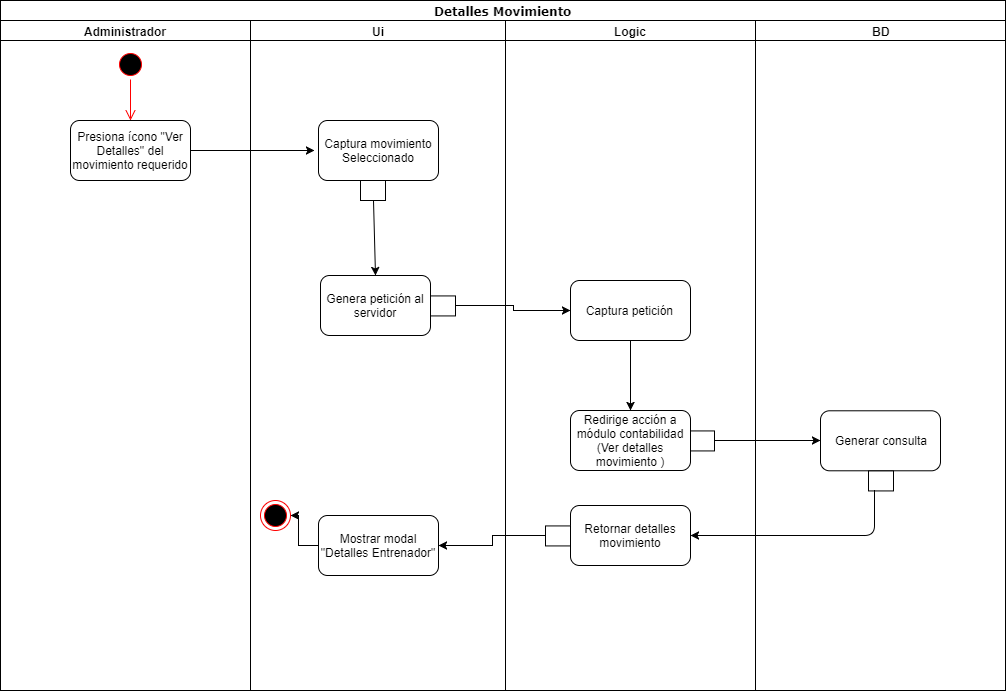 Detalles Movimiento
Administrador
Ui
Logic
BD
Presiona ícono "Ver
Detalles" del
movimiento requerido
Captura movimiento
Seleccionado
Genera petición al
servidor
Captura petición
Redirige acción a
módulo contabilidad
(Ver detalles
movimiento )
Generar consulta
Retornar detalles
movimiento
Mostrar modal
"Detalles Entrenador"